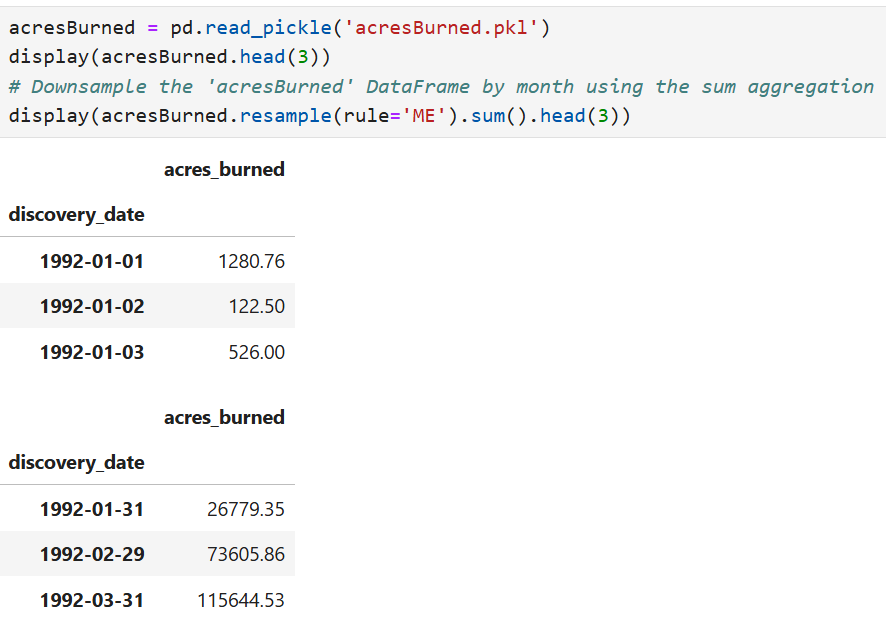 acresBurned = pd.read_pickle('acresBurned.pkl')
display(acresBurned.head(3))
# Downsample the 'acresBurned' DataFrame by month using the sum aggregation
display(acresBurned.resample(rule='ME').sum().head(3))
acres_burned
discovery_date
1992-01-01 1280.76
1992-01-02 122.50
1992-01-03 526.00
acres_burned
discovery_date
1992-01-31 26779.35
1992-02-29 73605.86
1992-03-31 115644.53